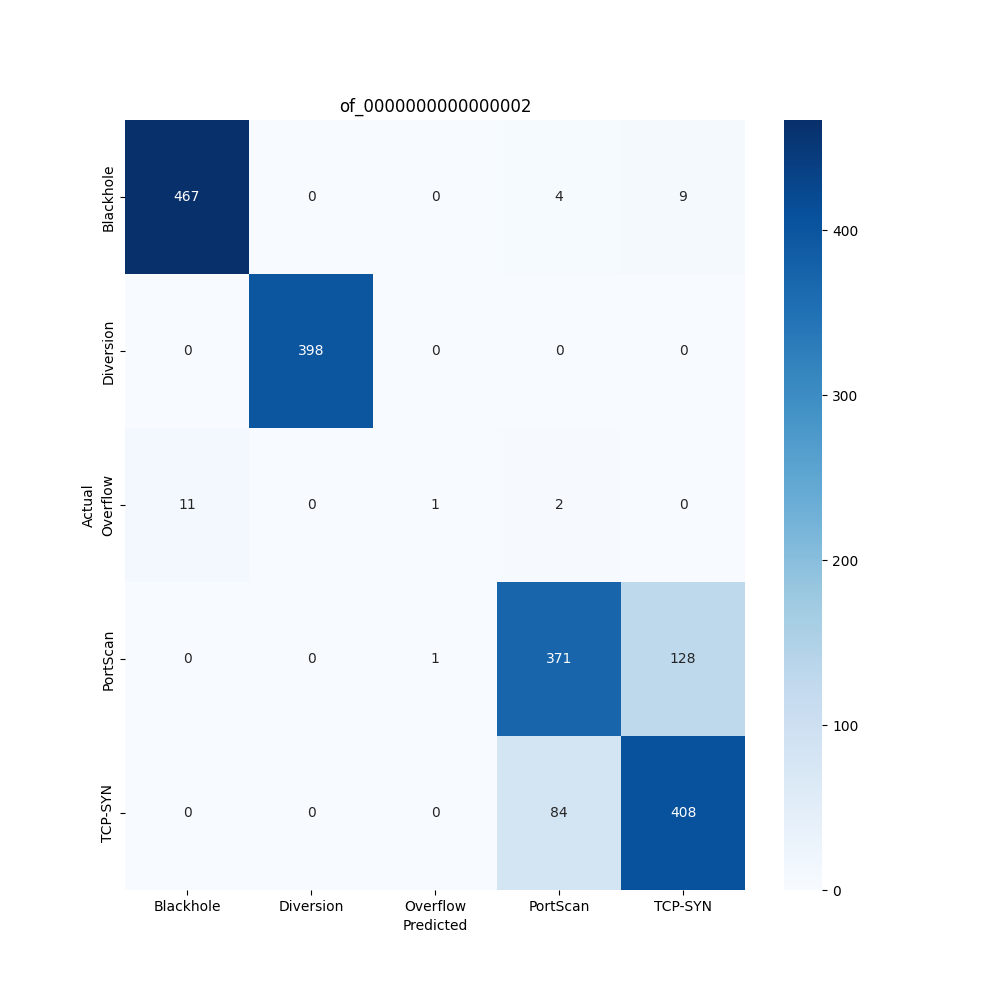 of_0000000000000002
Blackhole 467 0 0 4 9
Diversion 0 398 0 0 0
Overflow 11 0 1 2 0
PortScan 0 0 1 371 128
TCP-SYN 0 0 0 84 408
Actual
Blackhole Diversion Overflow PortScan TCP-SYN
Predicted
400
300
200
100
0